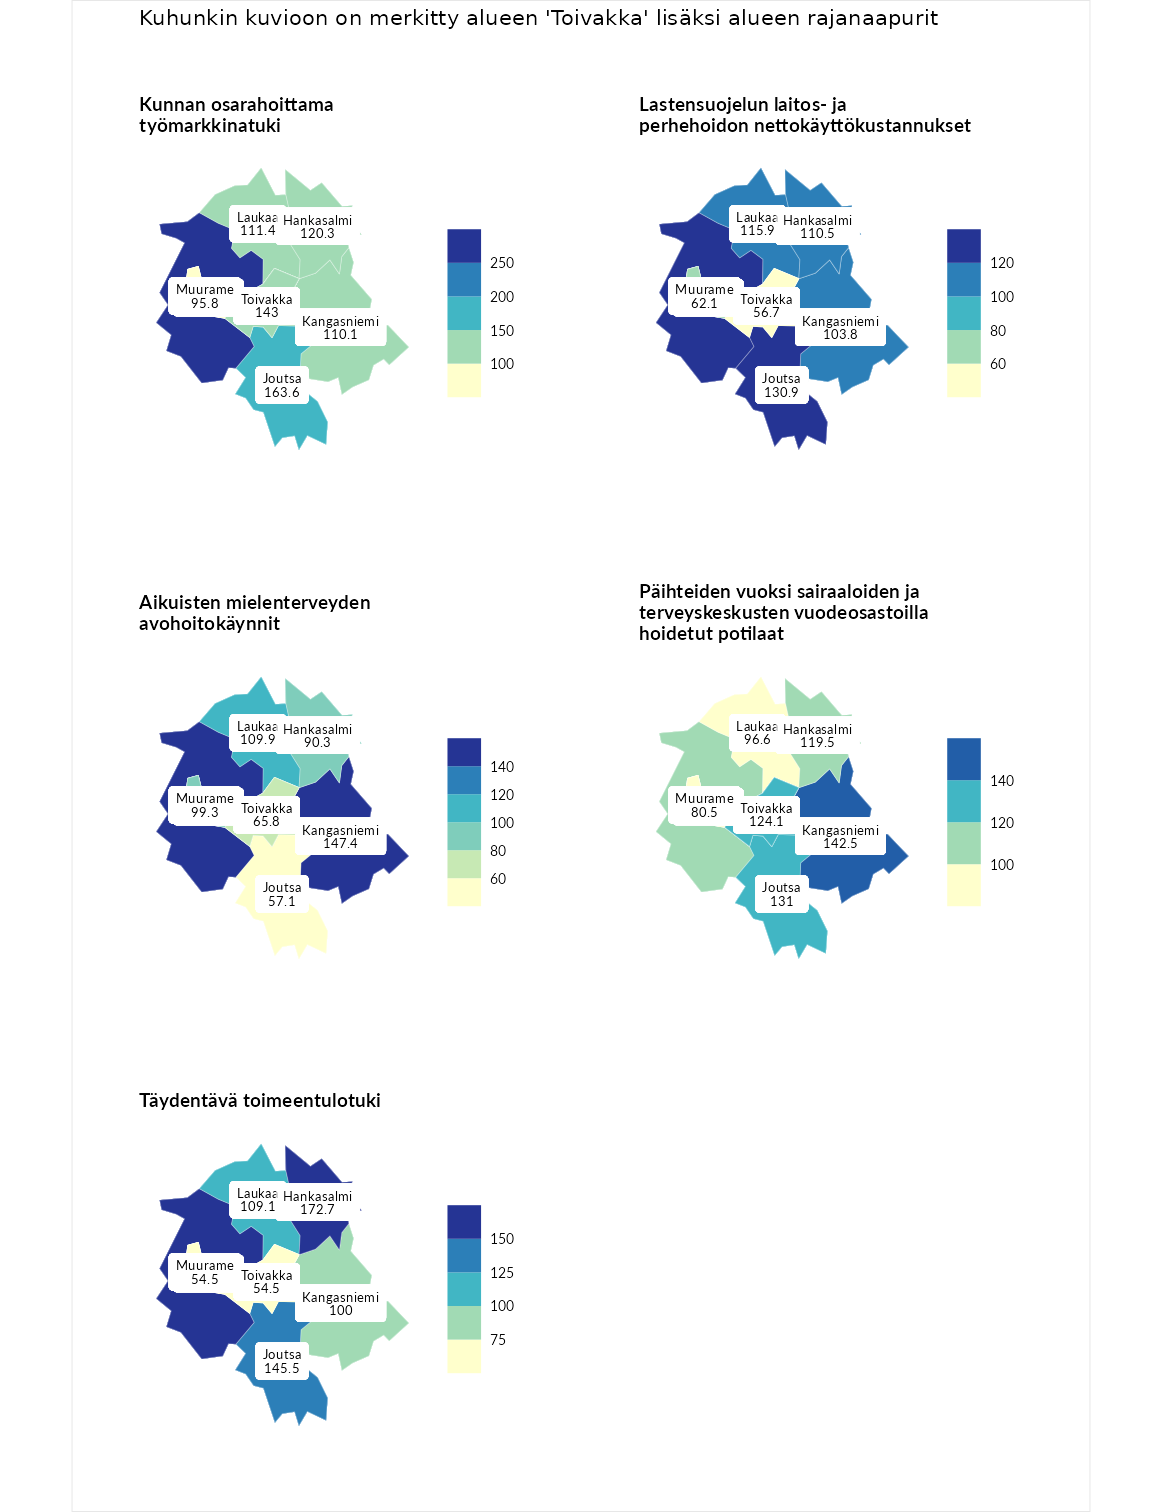 Kuhunkin kuvioon on merkitty alueen 'Toivakka' lisäksi alueen rajanaapurit
Kunnan osarahoittama
työmarkkinatuki
Laukaa
111.4
Hankasalmi
120.3
Muurame
95.8
Toivakka
143
Kangasniemi
110.1
Joutsa
163.6
250
200
150
100
Lastensuojelun laitos- ja
perhehoidon nettokäyttökustannukset
Laukaa
115.9
Hankasalmi
110.5
Muurame
62.1
Toivakka
56.7
Kangasniemi
103.8
Joutsa
130.9
120
100
80
60
Aikuisten mielenterveyden
avohoitokäynnit
Laukaa
109.9
Hankasalmi
90.3
Muurame
99.3
Toivakka
65.8
Kangasniemi
147.4
Joutsa
57.1
140
120
100
80
60
Päihteiden vuoksi sairaaloiden ja
terveyskeskusten vuodeosastoilla
hoidetut potilaat
Laukaa
96.6
Hankasalmi
119.5
Muurame
80.5
Toivakka
124.1
Kangasniemi
142.5
Joutsa
131
140
120
100
Täydentävä toimeentulotuki
Laukaa
109.1
Hankasalmi
172.7
Muurame
54.5
Toivakka
54.5
Kangasniemi
100
Joutsa
145.5
150
125
100
75